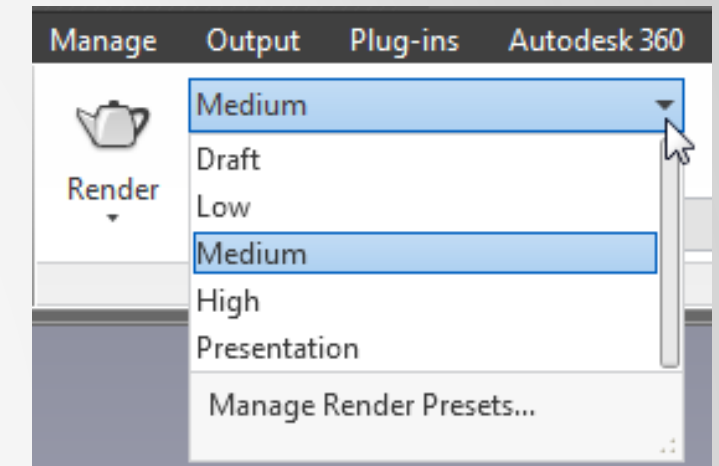 Manage Output Plug-ins Autodesk 360
Medium
Render
Draft
Low
Medium
High
Presentation
Manage Render Presets...